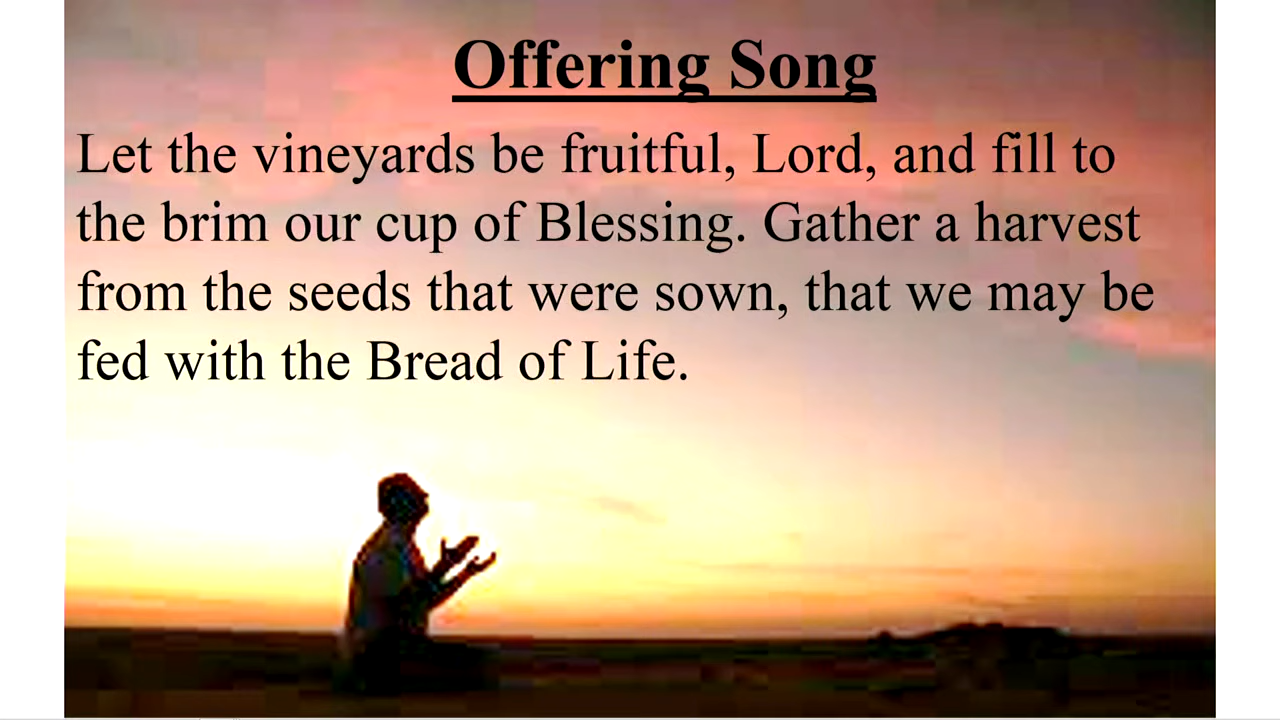 Offering Song
Let the vineyards be fruitful, Lord, and fill to
the brim our cup of Blessing. Gather a harvest
from the seeds that were sown, that we may be
fed with the Bread of Life.